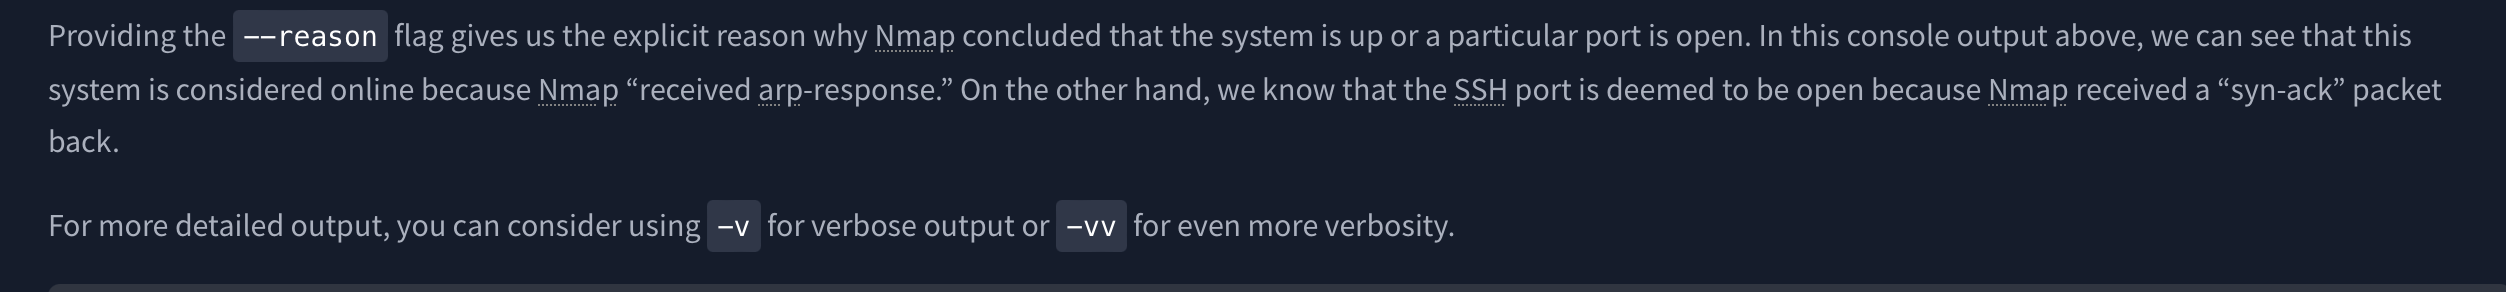 Providing the --reason flag gives us the explicit reason why Nmap concluded that the system is up or a particular port is open. In this console output above, we can see that this
system is considered online because Nmap “received arp-response.” On the other hand, we know that the SSH port is deemed to be open because Nmap received a “syn-ack” packet
back.
For more detailed output, you can consider using -v for verbose output or -vv for even more verbosity.